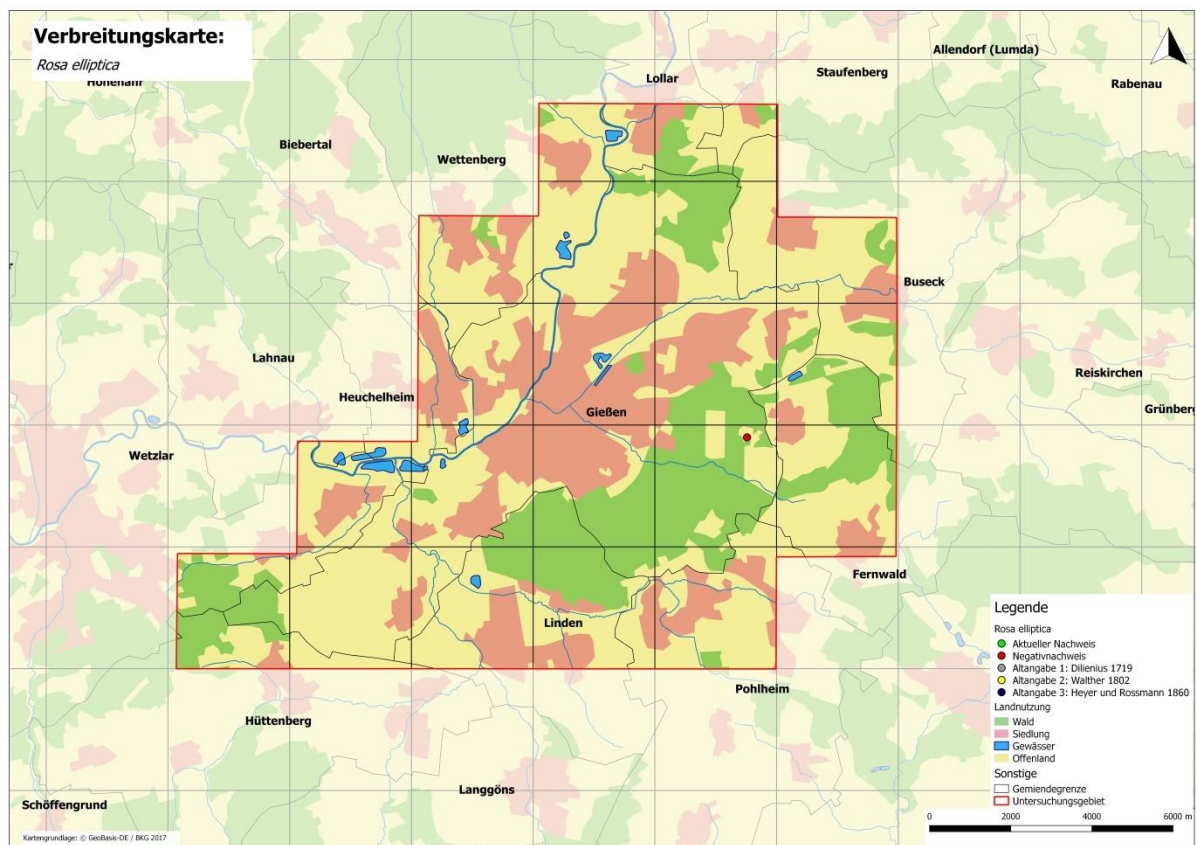 Verbreitungskarte:
Rosa elliptica
Hohenahr
Biebertal
Wettenberg
Lollar
Staufenberg
Allendorf (Lumda)
Rabenau
Buseck
Reiskirchen
Grünberg
Lahnau
Heuchelheim
Gießen
Wetzlar
Fernwald
Linden
Pohlheim
Hüttenberg
Langgöns
Schöffengrund
Legende
Rosa elliptica
Aktueller Nachweis
Negativnachweis
Altangabe 1: Dillenius 1719
Altangabe 2: Walther 1802
Altangabe 3: Heyer und Rossmann 1860
Landnutzung
Wald
Siedlung
Gewässer
Offenland
Sonstige
Gemiendegrenze
Untersuchungsgebiet
0 2000 4000 6000 m
Kartengrundlage: © GeoBasis-DE / BKG 2017